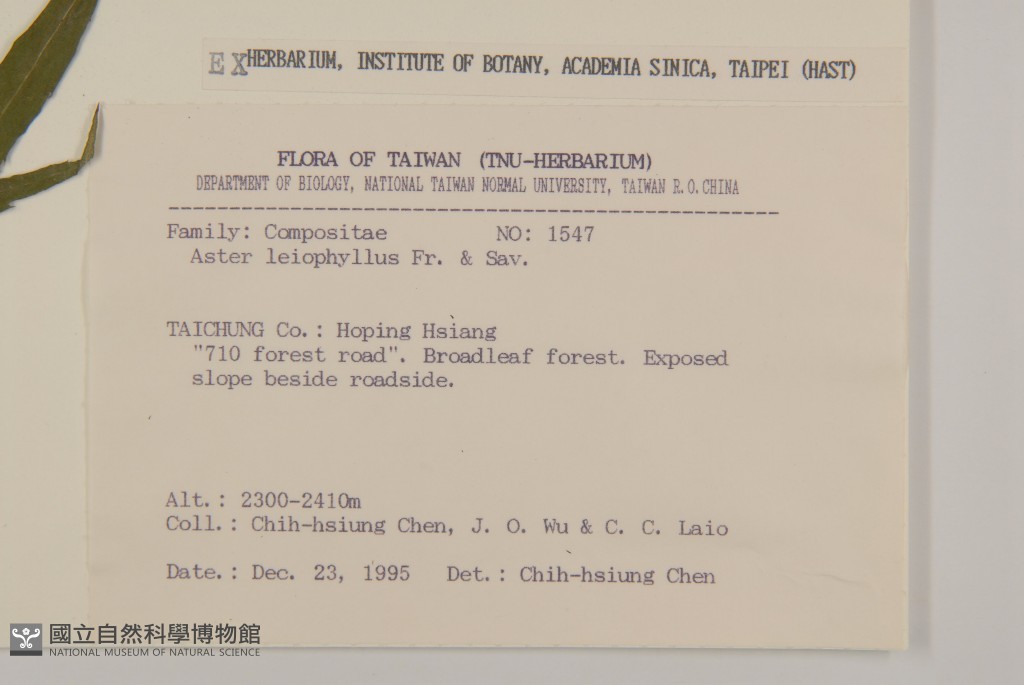 EX HERBARIUM, INSTITUTE OF BOTANY, ACADEMIA SINICA, TAIPEI (HAST)
FLORA OF TAIWAN (TNU-HERBARIUM)
DEPARTMENT OF BIOLOGY, NATIONAL TAIWAN NORMAL UNIVERSITY, TAIWAN R.O.CHINA
Family: Compositae NO: 1547
Aster leiophyllus Fr. & Sav.
TAICHUNG Co.: Hoping Hsiang
"710 forest road". Broadleaf forest. Exposed
slope beside roadside.
Alt.: 2300-2410m
Coll.: Chih-hsiung Chen, J. O. Wu & C. C. Laio
Date.: Dec. 23, 1995 Det.: Chih-hsiung Chen
國立自然科學博物館
NATIONAL MUSEUM OF NATURAL SCIENCE